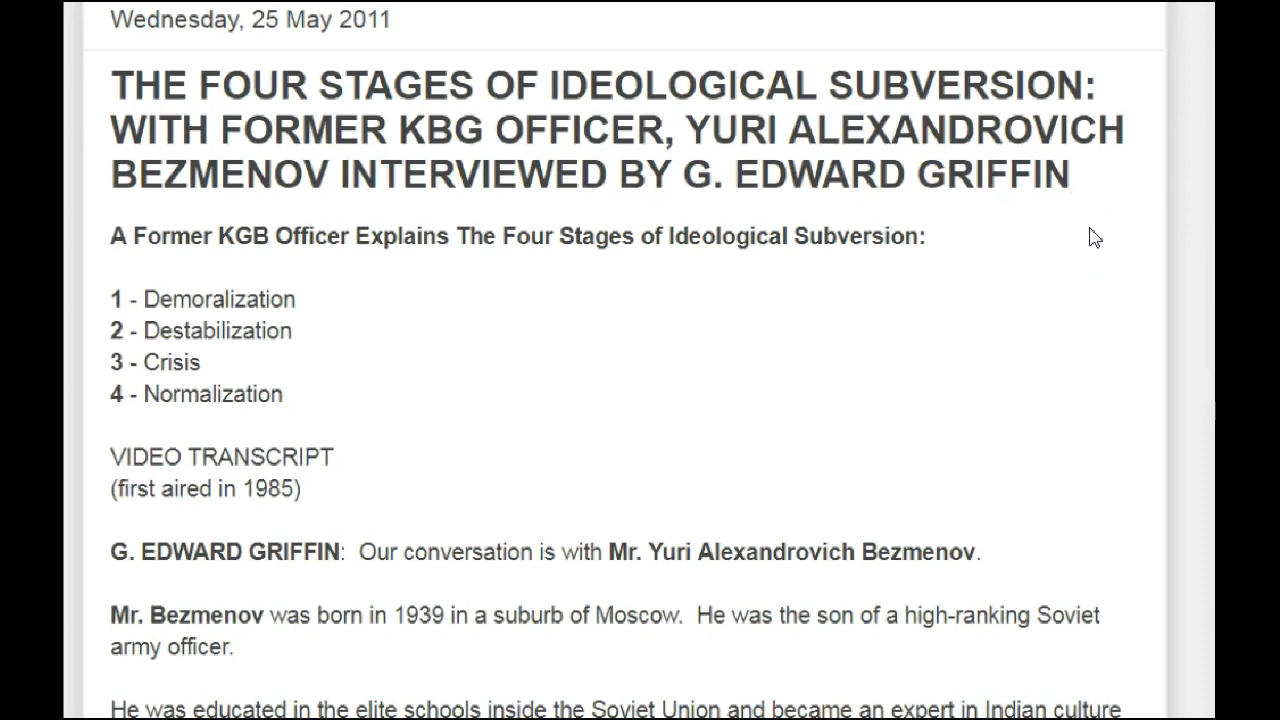 Wednesday, 25 May 2011
THE FOUR STAGES OF IDEOLOGICAL SUBVERSION:
WITH FORMER KBG OFFICER, YURI ALEXANDROVICH
BEZMENOV INTERVIEWED BY G. EDWARD GRIFFIN
A Former KGB Officer Explains The Four Stages of Ideological Subversion:
1 - Demoralization
2 - Destabilization
3 - Crisis
4 - Normalization
VIDEO TRANSCRIPT
(first aired in 1985)
G. EDWARD GRIFFIN:  Our conversation is with Mr. Yuri Alexandrovich Bezmenov.
Mr. Bezmenov was born in 1939 in a suburb of Moscow.  He was the son of a high-ranking Soviet
army officer.
He was educated in the elite schools inside the Soviet Union and became an expert in Indian culture